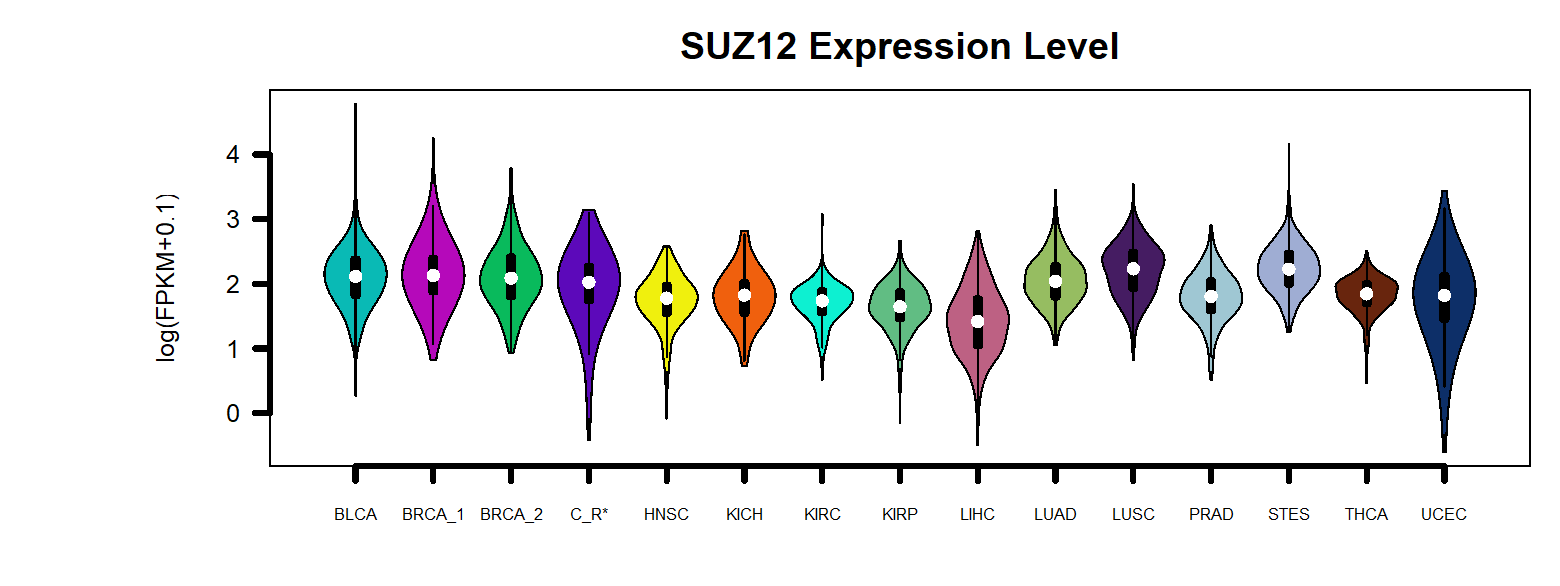 SUZ12 Expression Level
log(FPKM+0.1)
4
3
2
1
0
BLCA BRCA_1 BRCA_2 C_R* HNSC KICH KIRC KIRP LIHC LUAD LUSC PRAD STES THCA UCEC